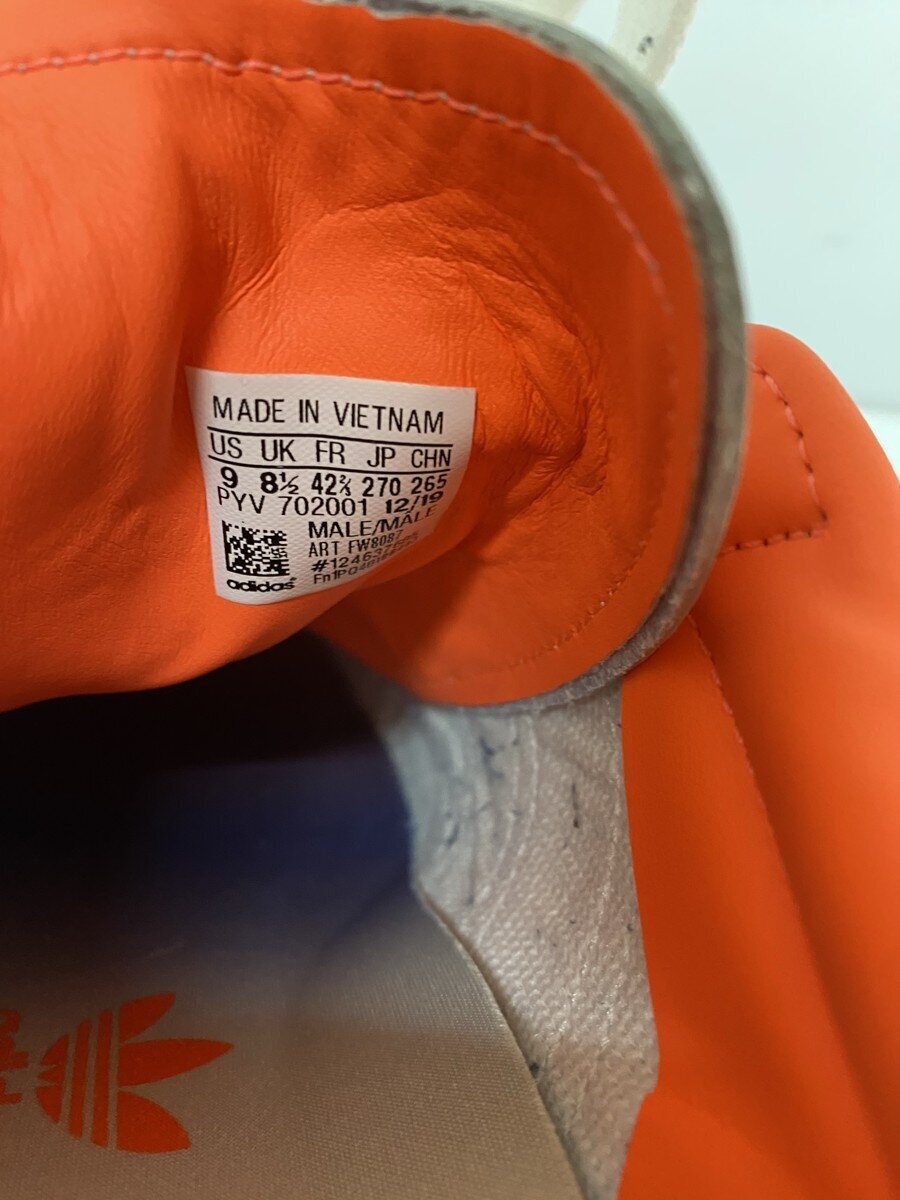 MADE IN VIETNAM
US UK FR JP CHN
9 8½ 42⅔ 270 265
PYV 702001 12/19
MALE/MALE
ART FW8087
adidas